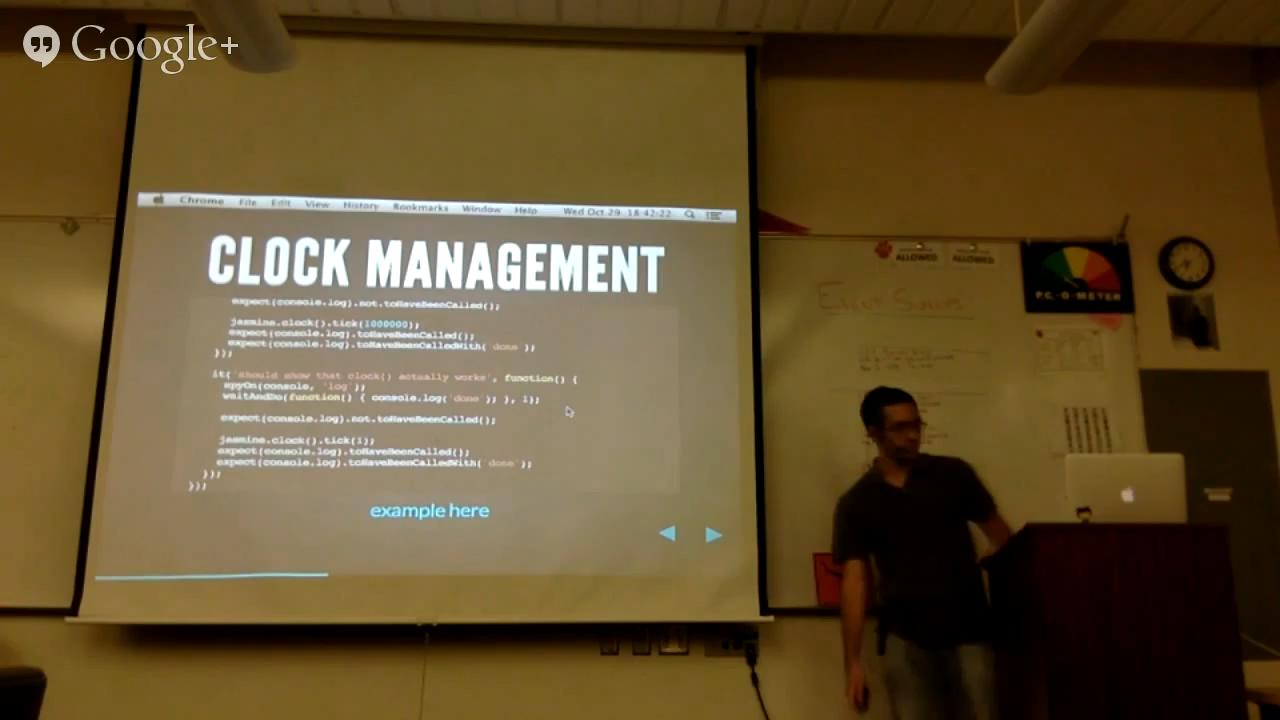 Google+
Chrome File Edit View History Bookmarks Window Help Wed Oct 29 18:42:22
CLOCK MANAGEMENT
expect(console.log).not.toHaveBeenCalled();
jasmine.clock().tick(1000000);
expect(console.log).toHaveBeenCalled();
expect(console.log).toHaveBeenCalledWith('done');
});
it('should show that clock() actually works', function() {
spyOn(console, 'log');
waitAndDo(function() { console.log('done'); }, 1);
expect(console.log).not.toHaveBeenCalled();
jasmine.clock().tick(1);
expect(console.log).toHaveBeenCalled();
expect(console.log).toHaveBeenCalledWith('done');
});
});
example here
ALLOWED
ALLOWED
P.C.-O-METER